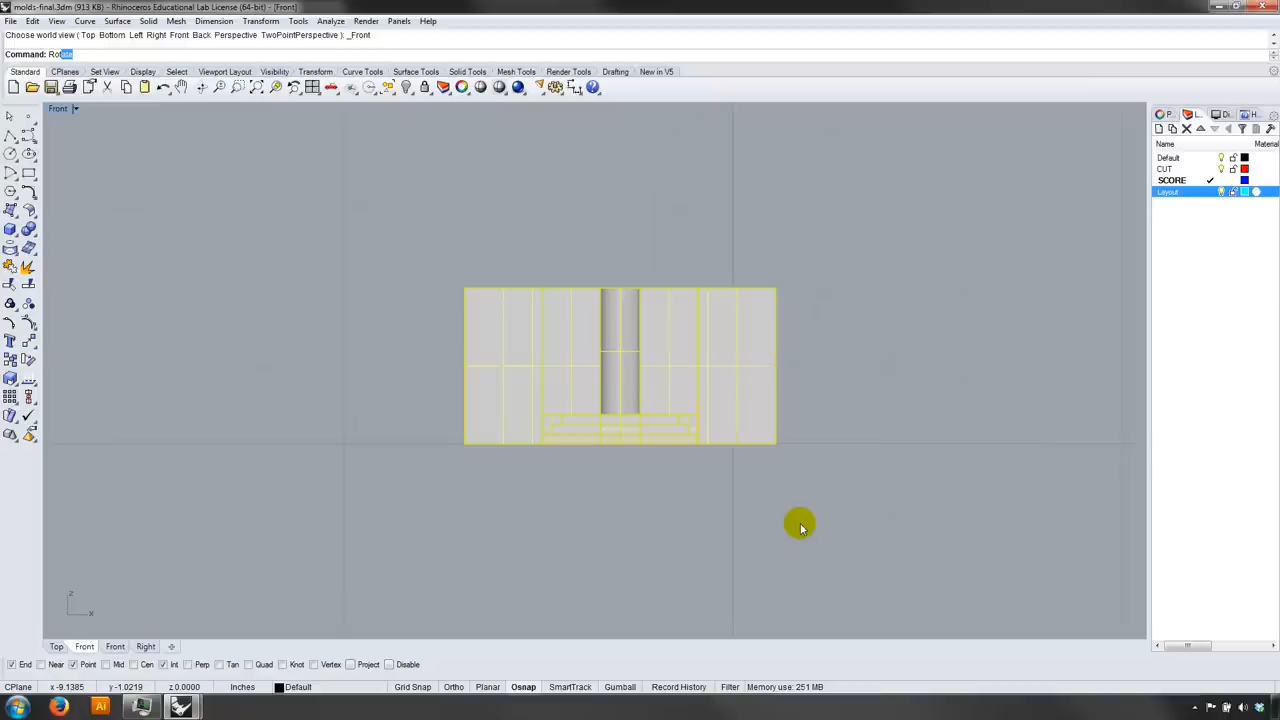 molds-final.3dm (913 KB) - Rhinoceros Educational Lab License (64-bit) - [Front]
File Edit View Curve Surface Solid Mesh Dimension Transform Tools Analyze Render Panels Help
Choose world view ( Top Bottom Left Right Front Back Perspective TwoPointPerspective ): _Front
Command: Rotate
Standard CPlanes Set View Display Select Viewport Layout Visibility Transform Curve Tools Surface Tools Solid Tools Mesh Tools Render Tools Drafting New in V5
Front
P... L... Di... H...
Name Material
Default
CUT
SCORE
Layout
z
x
Top Front Front Right
End Near Point Mid Cen Int Perp Tan Quad Knot Vertex Project Disable
CPlane x -9.1385 y -1.0219 z 0.0000 Inches Default Grid Snap Ortho Planar Osnap SmartTrack Gumball Record History Filter Memory use: 251 MB
Ai